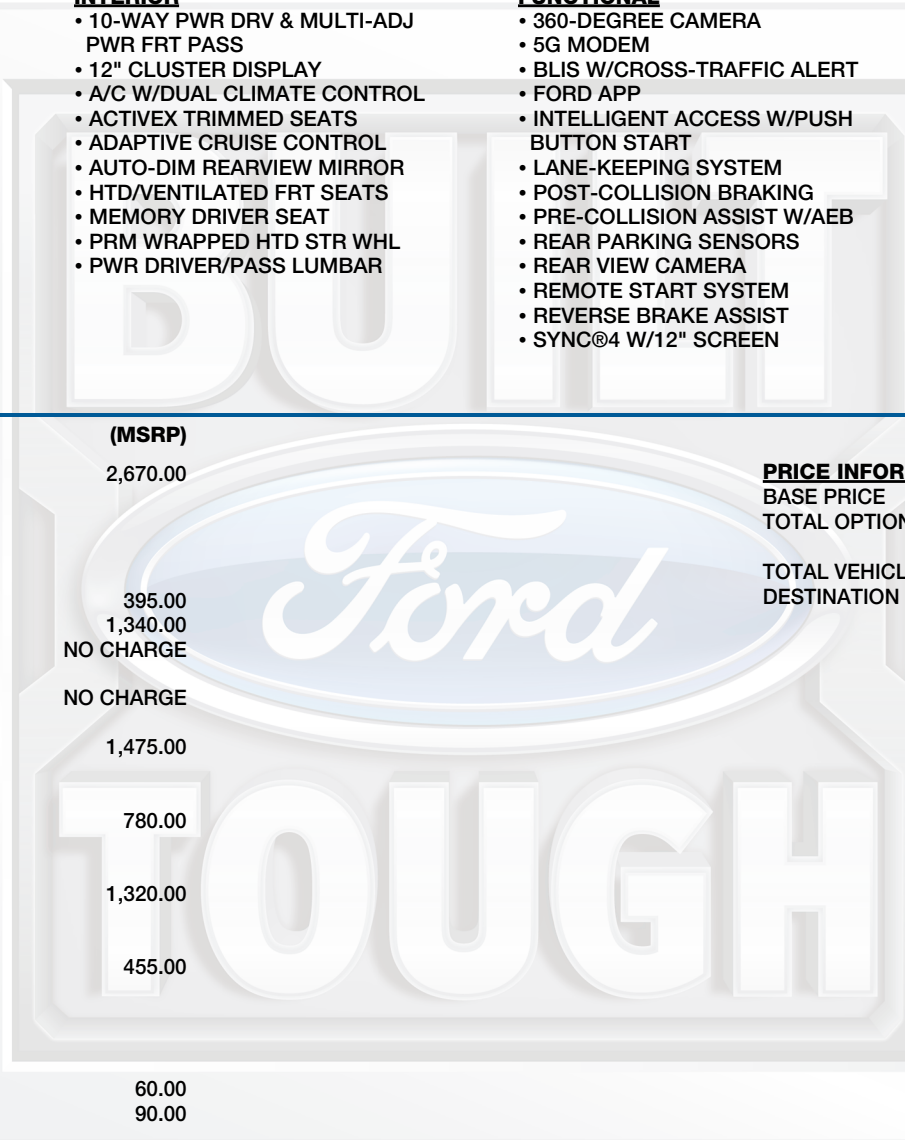 INTERIOR
• 10-WAY PWR DRV & MULTI-ADJ
PWR FRT PASS
• 12" CLUSTER DISPLAY
• A/C W/DUAL CLIMATE CONTROL
• ACTIVEX TRIMMED SEATS
• ADAPTIVE CRUISE CONTROL
• AUTO-DIM REARVIEW MIRROR
• HTD/VENTILATED FRT SEATS
• MEMORY DRIVER SEAT
• PRM WRAPPED HTD STR WHL
• PWR DRIVER/PASS LUMBAR
FUNCTIONAL
• 360-DEGREE CAMERA
• 5G MODEM
• BLIS W/CROSS-TRAFFIC ALERT
• FORD APP
• INTELLIGENT ACCESS W/PUSH
BUTTON START
• LANE-KEEPING SYSTEM
• POST-COLLISION BRAKING
• PRE-COLLISION ASSIST W/AEB
• REAR PARKING SENSORS
• REAR VIEW CAMERA
• REMOTE START SYSTEM
• REVERSE BRAKE ASSIST
• SYNC®4 W/12" SCREEN
BUILT
(MSRP)
2,670.00
395.00
1,340.00
NO CHARGE
NO CHARGE
1,475.00
780.00
1,320.00
455.00
60.00
90.00
Ford
TOUGH
PRICE INFOR
BASE PRICE
TOTAL OPTION
TOTAL VEHICL
DESTINATION